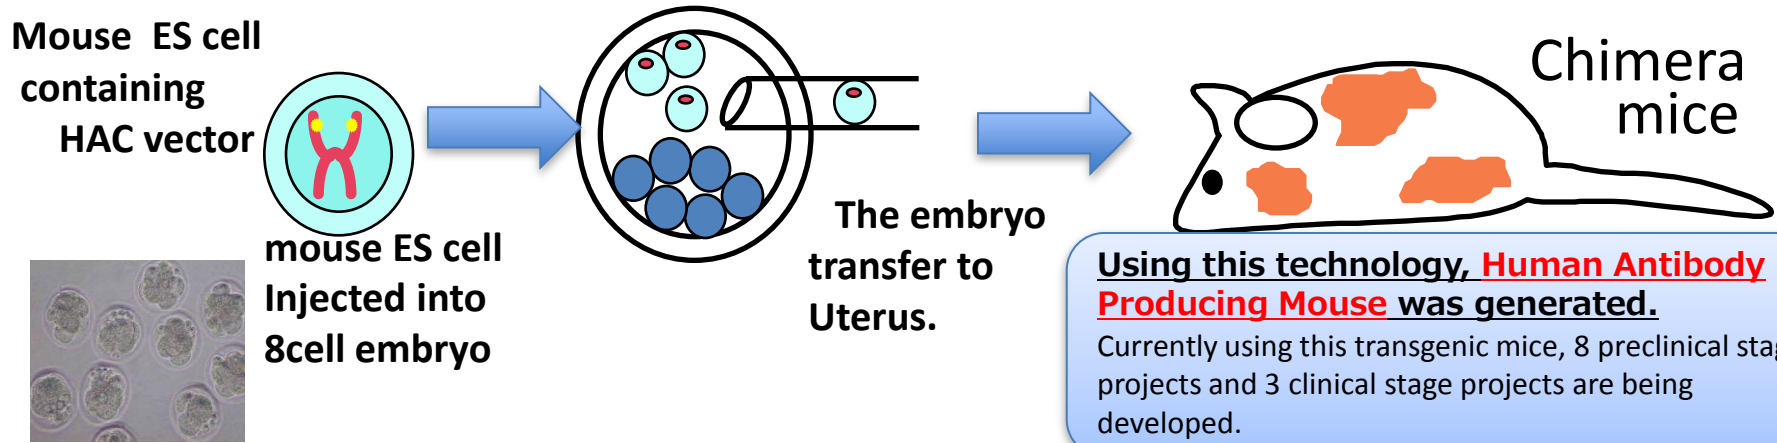 Mouse ES cell
containing
HAC vector
mouse ES cell
Injected into
8cell embryo
The embryo
transfer to
Uterus.
Chimera
mice
Using this technology, Human Antibody
Producing Mouse was generated.
Currently using this transgenic mice, 8 preclinical stag
projects and 3 clinical stage projects are being
developed.